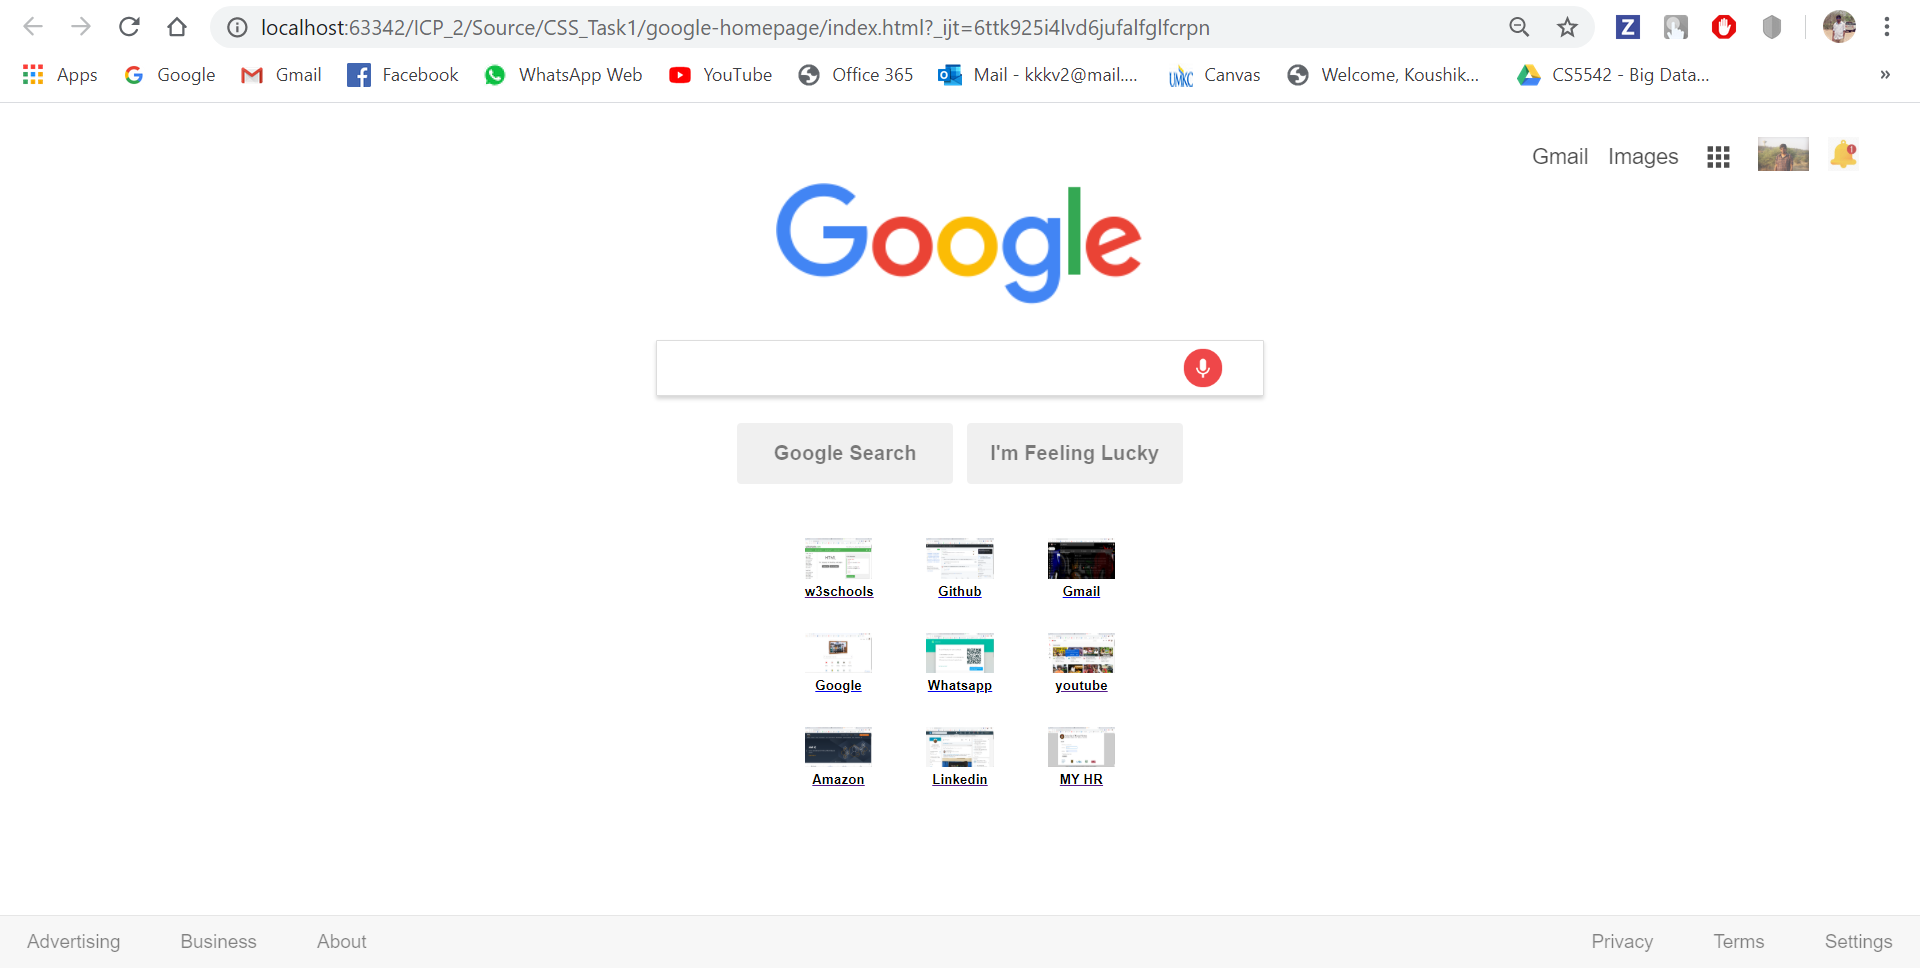 localhost:63342/ICP_2/Source/CSS_Task1/google-homepage/index.html?_ijt=6ttk925i4lvd6jufalfglfcrpn
Apps Google Gmail Facebook WhatsApp Web YouTube Office 365 Mail - kkkv2@mail.... UMKC Canvas Welcome, Koushik... CS5542 - Big Data... »
Gmail Images
Google
Google Search I'm Feeling Lucky
w3schools Github Gmail
Google Whatsapp youtube
Amazon Linkedin MY HR
Advertising Business About Privacy Terms Settings